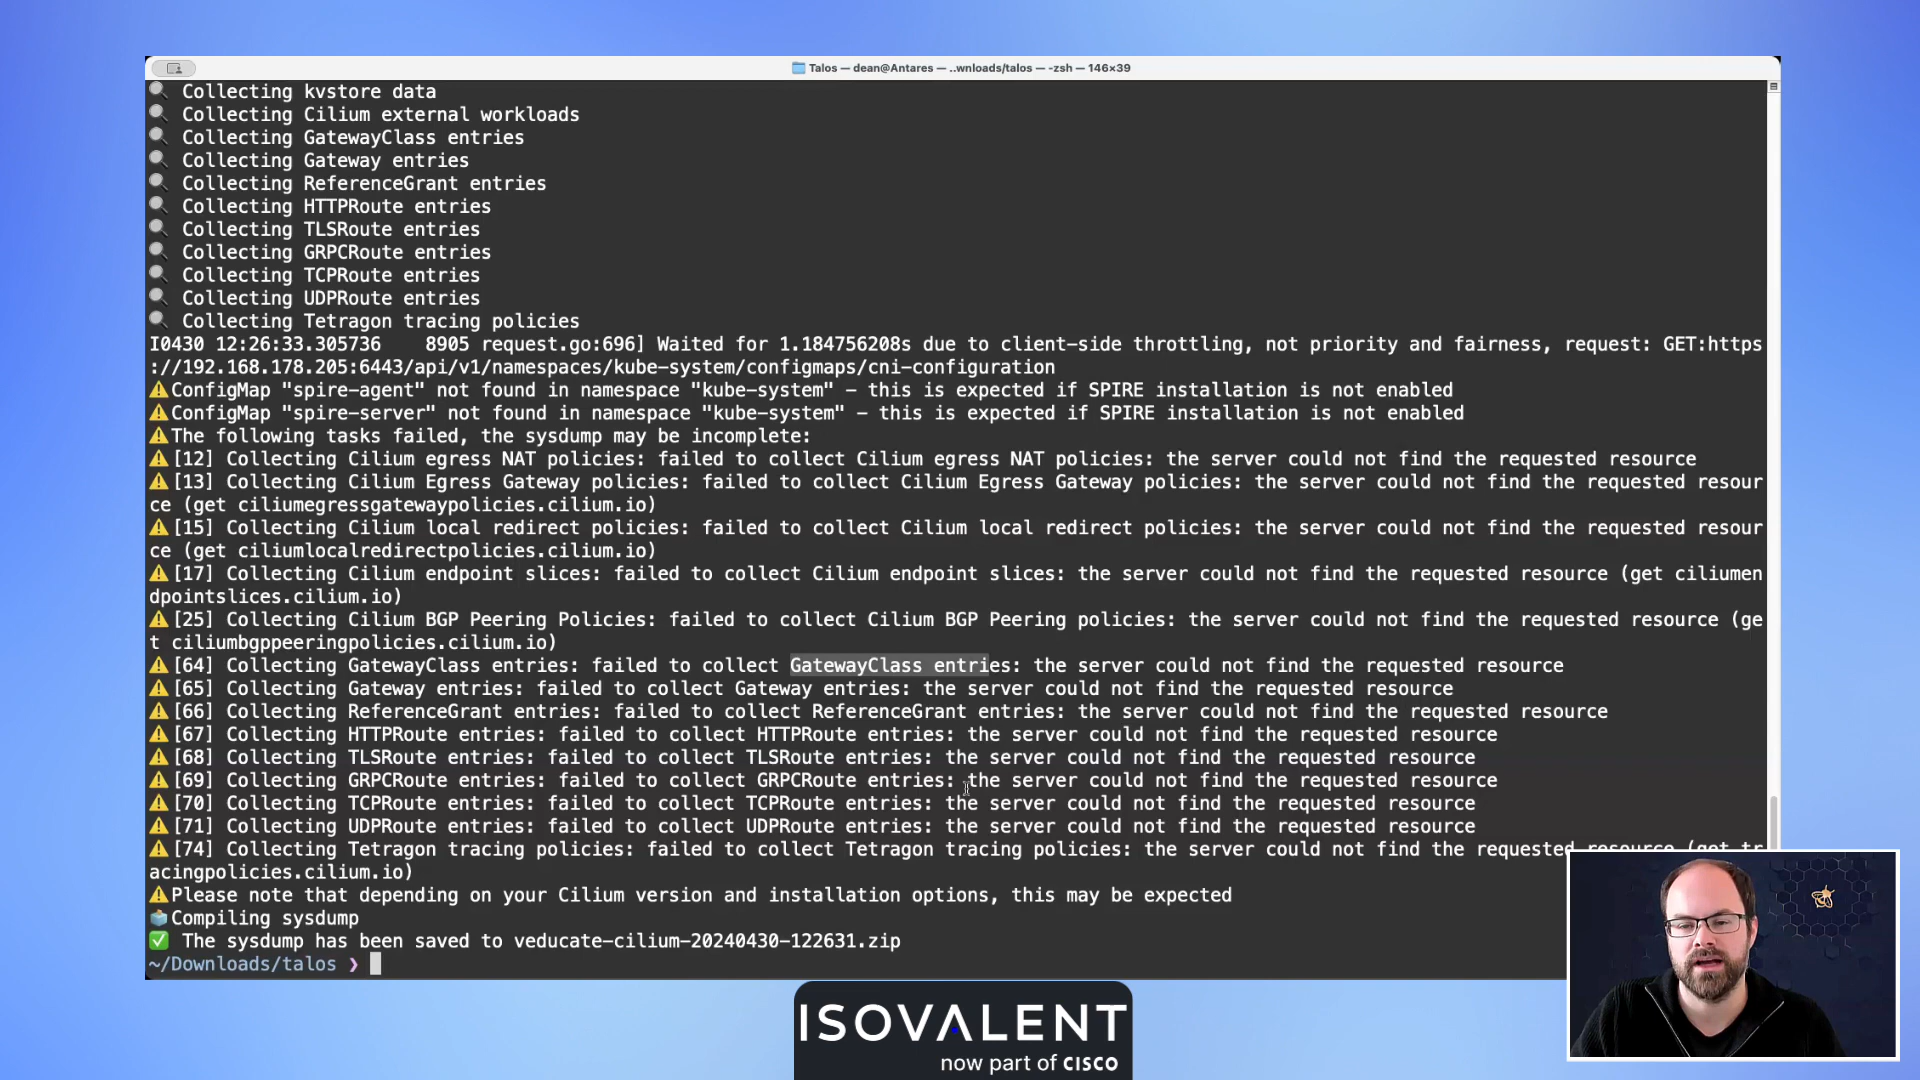 Talos — dean@Antares — ..wnloads/talos — -zsh — 146×39
Collecting kvstore data
Collecting Cilium external workloads
Collecting GatewayClass entries
Collecting Gateway entries
Collecting ReferenceGrant entries
Collecting HTTPRoute entries
Collecting TLSRoute entries
Collecting GRPCRoute entries
Collecting TCPRoute entries
Collecting UDPRoute entries
Collecting Tetragon tracing policies
I0430 12:26:33.305736    8905 request.go:696] Waited for 1.184756208s due to client-side throttling, not priority and fairness, request: GET:https
://192.168.178.205:6443/api/v1/namespaces/kube-system/configmaps/cni-configuration
⚠️ConfigMap "spire-agent" not found in namespace "kube-system" - this is expected if SPIRE installation is not enabled
⚠️ConfigMap "spire-server" not found in namespace "kube-system" - this is expected if SPIRE installation is not enabled
⚠️The following tasks failed, the sysdump may be incomplete:
⚠️[12] Collecting Cilium egress NAT policies: failed to collect Cilium egress NAT policies: the server could not find the requested resource
⚠️[13] Collecting Cilium Egress Gateway policies: failed to collect Cilium Egress Gateway policies: the server could not find the requested resour
ce (get ciliumegressgatewaypolicies.cilium.io)
⚠️[15] Collecting Cilium local redirect policies: failed to collect Cilium local redirect policies: the server could not find the requested resour
ce (get ciliumlocalredirectpolicies.cilium.io)
⚠️[17] Collecting Cilium endpoint slices: failed to collect Cilium endpoint slices: the server could not find the requested resource (get ciliumen
dpointslices.cilium.io)
⚠️[25] Collecting Cilium BGP Peering Policies: failed to collect Cilium BGP Peering policies: the server could not find the requested resource (ge
t ciliumbgppeeringpolicies.cilium.io)
⚠️[64] Collecting GatewayClass entries: failed to collect GatewayClass entries: the server could not find the requested resource
⚠️[65] Collecting Gateway entries: failed to collect Gateway entries: the server could not find the requested resource
⚠️[66] Collecting ReferenceGrant entries: failed to collect ReferenceGrant entries: the server could not find the requested resource
⚠️[67] Collecting HTTPRoute entries: failed to collect HTTPRoute entries: the server could not find the requested resource
⚠️[68] Collecting TLSRoute entries: failed to collect TLSRoute entries: the server could not find the requested resource
⚠️[69] Collecting GRPCRoute entries: failed to collect GRPCRoute entries: the server could not find the requested resource
⚠️[70] Collecting TCPRoute entries: failed to collect TCPRoute entries: the server could not find the requested resource
⚠️[71] Collecting UDPRoute entries: failed to collect UDPRoute entries: the server could not find the requested resource
⚠️[74] Collecting Tetragon tracing policies: failed to collect Tetragon tracing policies: the server could not find the requested resource (get tr
acingpolicies.cilium.io)
⚠️Please note that depending on your Cilium version and installation options, this may be expected
Compiling sysdump
✅ The sysdump has been saved to veducate-cilium-20240430-122631.zip
~/Downloads/talos ❯
ISOVALENT
now part of CISCO